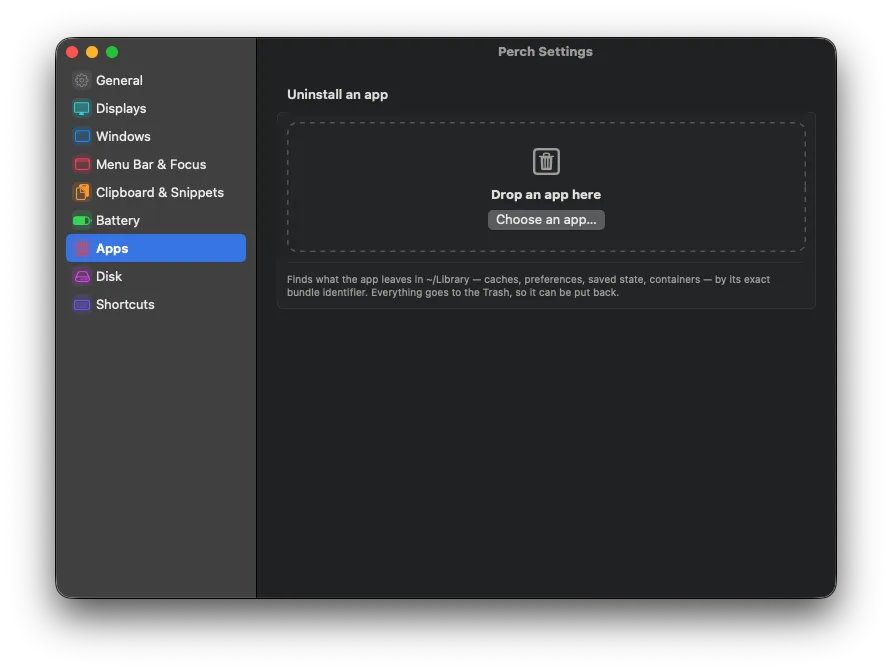 Perch Settings
General
Displays
Windows
Menu Bar & Focus
Clipboard & Snippets
Battery
Apps
Disk
Shortcuts
Uninstall an app
Drop an app here
Choose an app...
Finds what the app leaves in ~/Library — caches, preferences, saved state, containers — by its exact
bundle identifier. Everything goes to the Trash, so it can be put back.